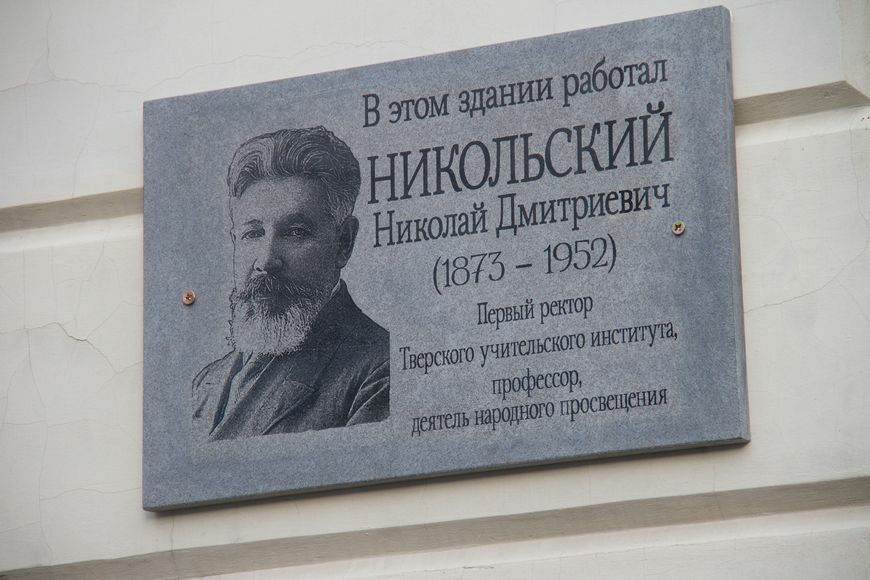 В этом здании работал
НИКОЛЬСКИЙ
Николай Дмитриевич
(1873 – 1952)
Первый ректор
Тверского учительского института,
профессор,
деятель народного просвещения